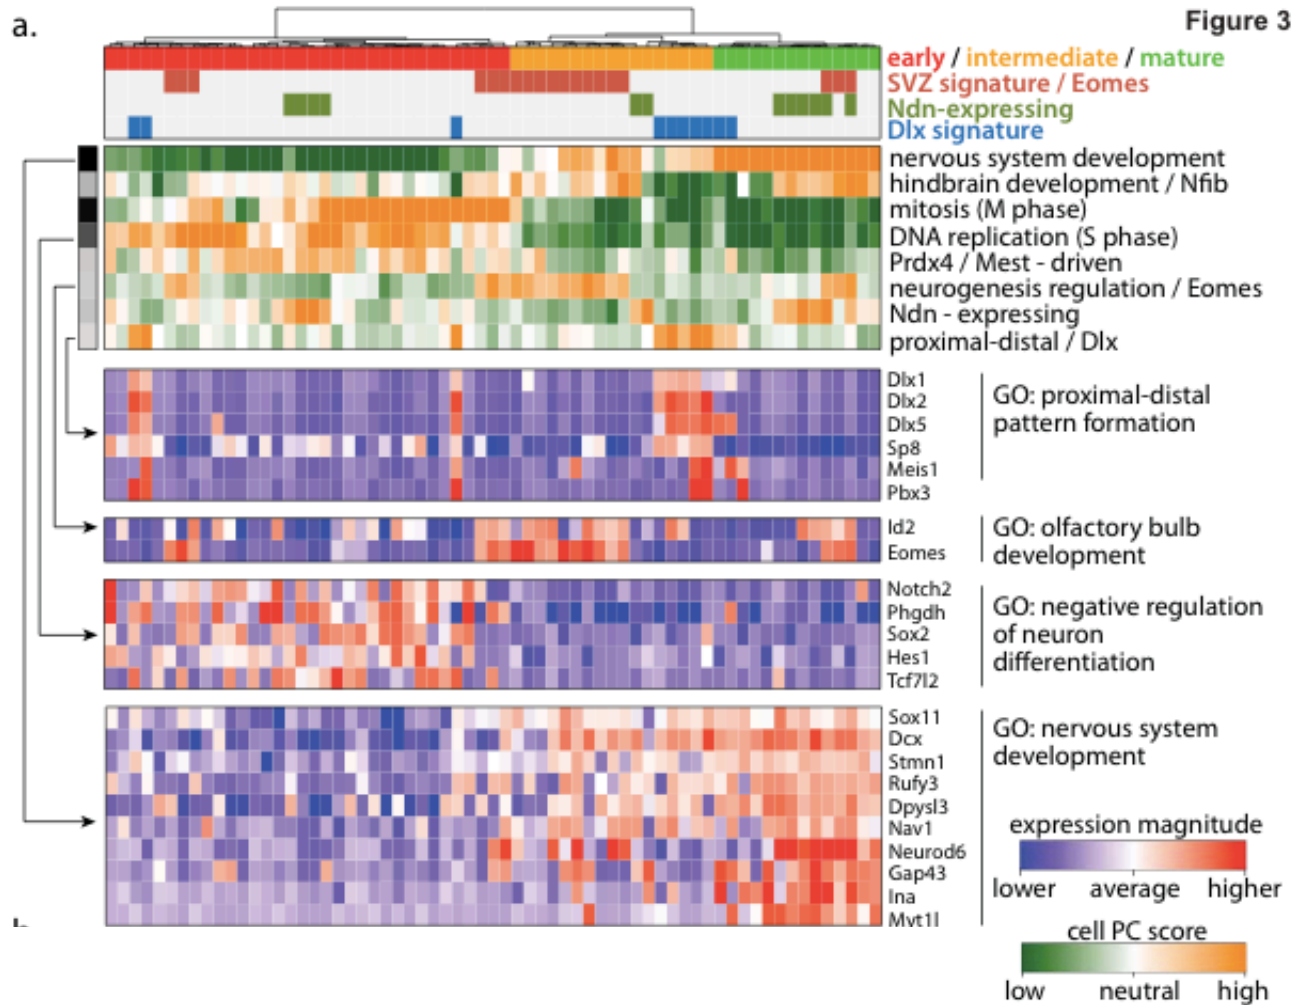 a.
Figure 3
early / intermediate / mature
SVZ signature / Eomes
Ndn-expressing
Dlx signature
nervous system development
hindbrain development / Nfib
mitosis (M phase)
DNA replication (S phase)
Prdx4 / Mest - driven
neurogenesis regulation / Eomes
Ndn - expressing
proximal-distal / Dlx
Dlx1
Dlx2
Dlx5
Sp8
Meis1
Pbx3
GO: proximal-distal
pattern formation
Id2
Eomes
GO: olfactory bulb
development
Notch2
Phgdh
Sox2
Hes1
Tcf7l2
GO: negative regulation
of neuron
differentiation
Sox11
Dcx
Stmn1
Rufy3
Dpysl3
Nav1
Neurod6
Gap43
Ina
Myt1l
GO: nervous system
development
expression magnitude
lower average higher
cell PC score
low neutral high